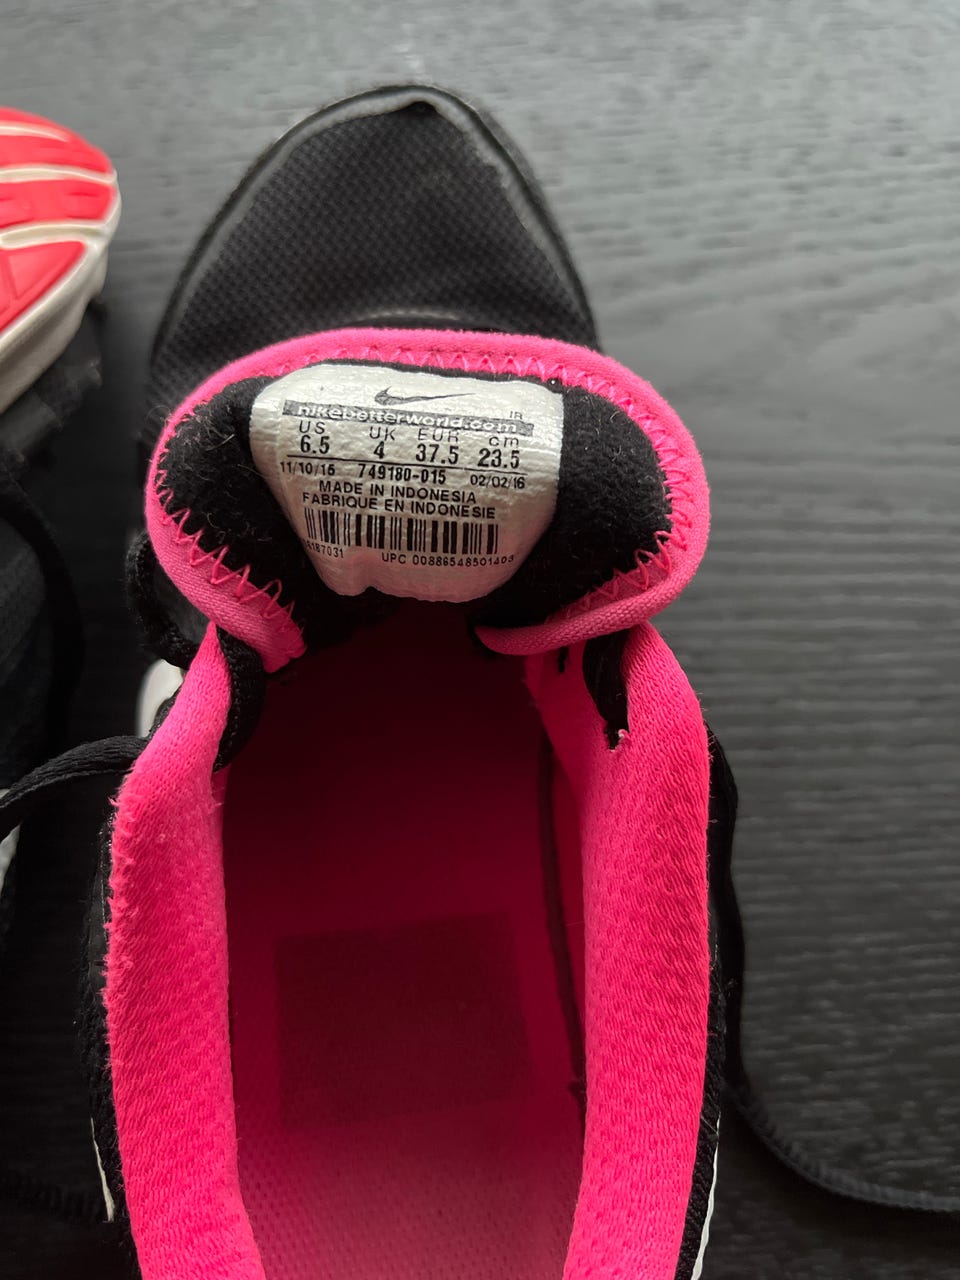 nikebetterworld.com IR
US UK EUR cm
6.5 4 37.5 23.5
11/10/15 749180-015 02/02/16
MADE IN INDONESIA
FABRIQUE EN INDONESIE
UPC 00886548501403